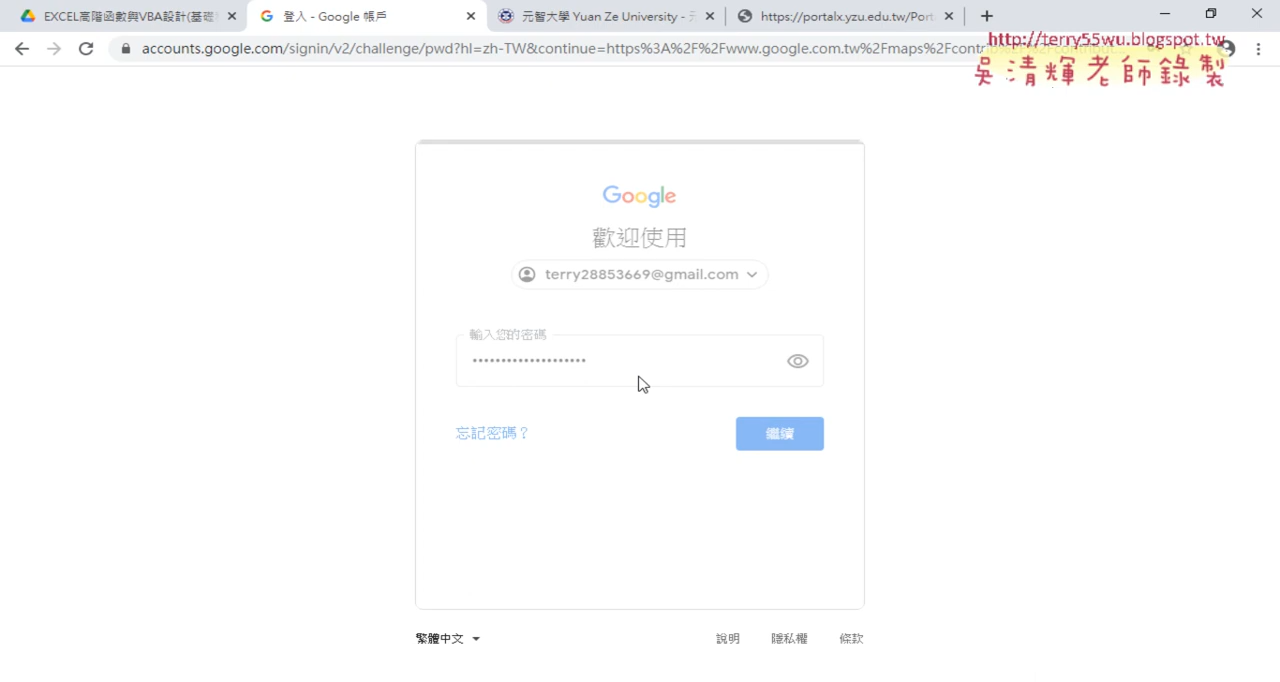 EXCEL高階函數與VBA設計(基礎
登入 - Google 帳戶
元智大學 Yuan Ze University - 元
https://portalx.yzu.edu.tw/Port
accounts.google.com/signin/v2/challenge/pwd?hl=zh-TW&continue=https%3A%2F%2Fwww.google.com.tw%2Fmaps%2Fcontri
http://terry55wu.blogspot.tw
吳清輝老師錄製
Google
歡迎使用
terry28853669@gmail.com
輸入您的密碼
••••••••••••••••••••
忘記密碼？
繼續
繁體中文
說明
隱私權
條款